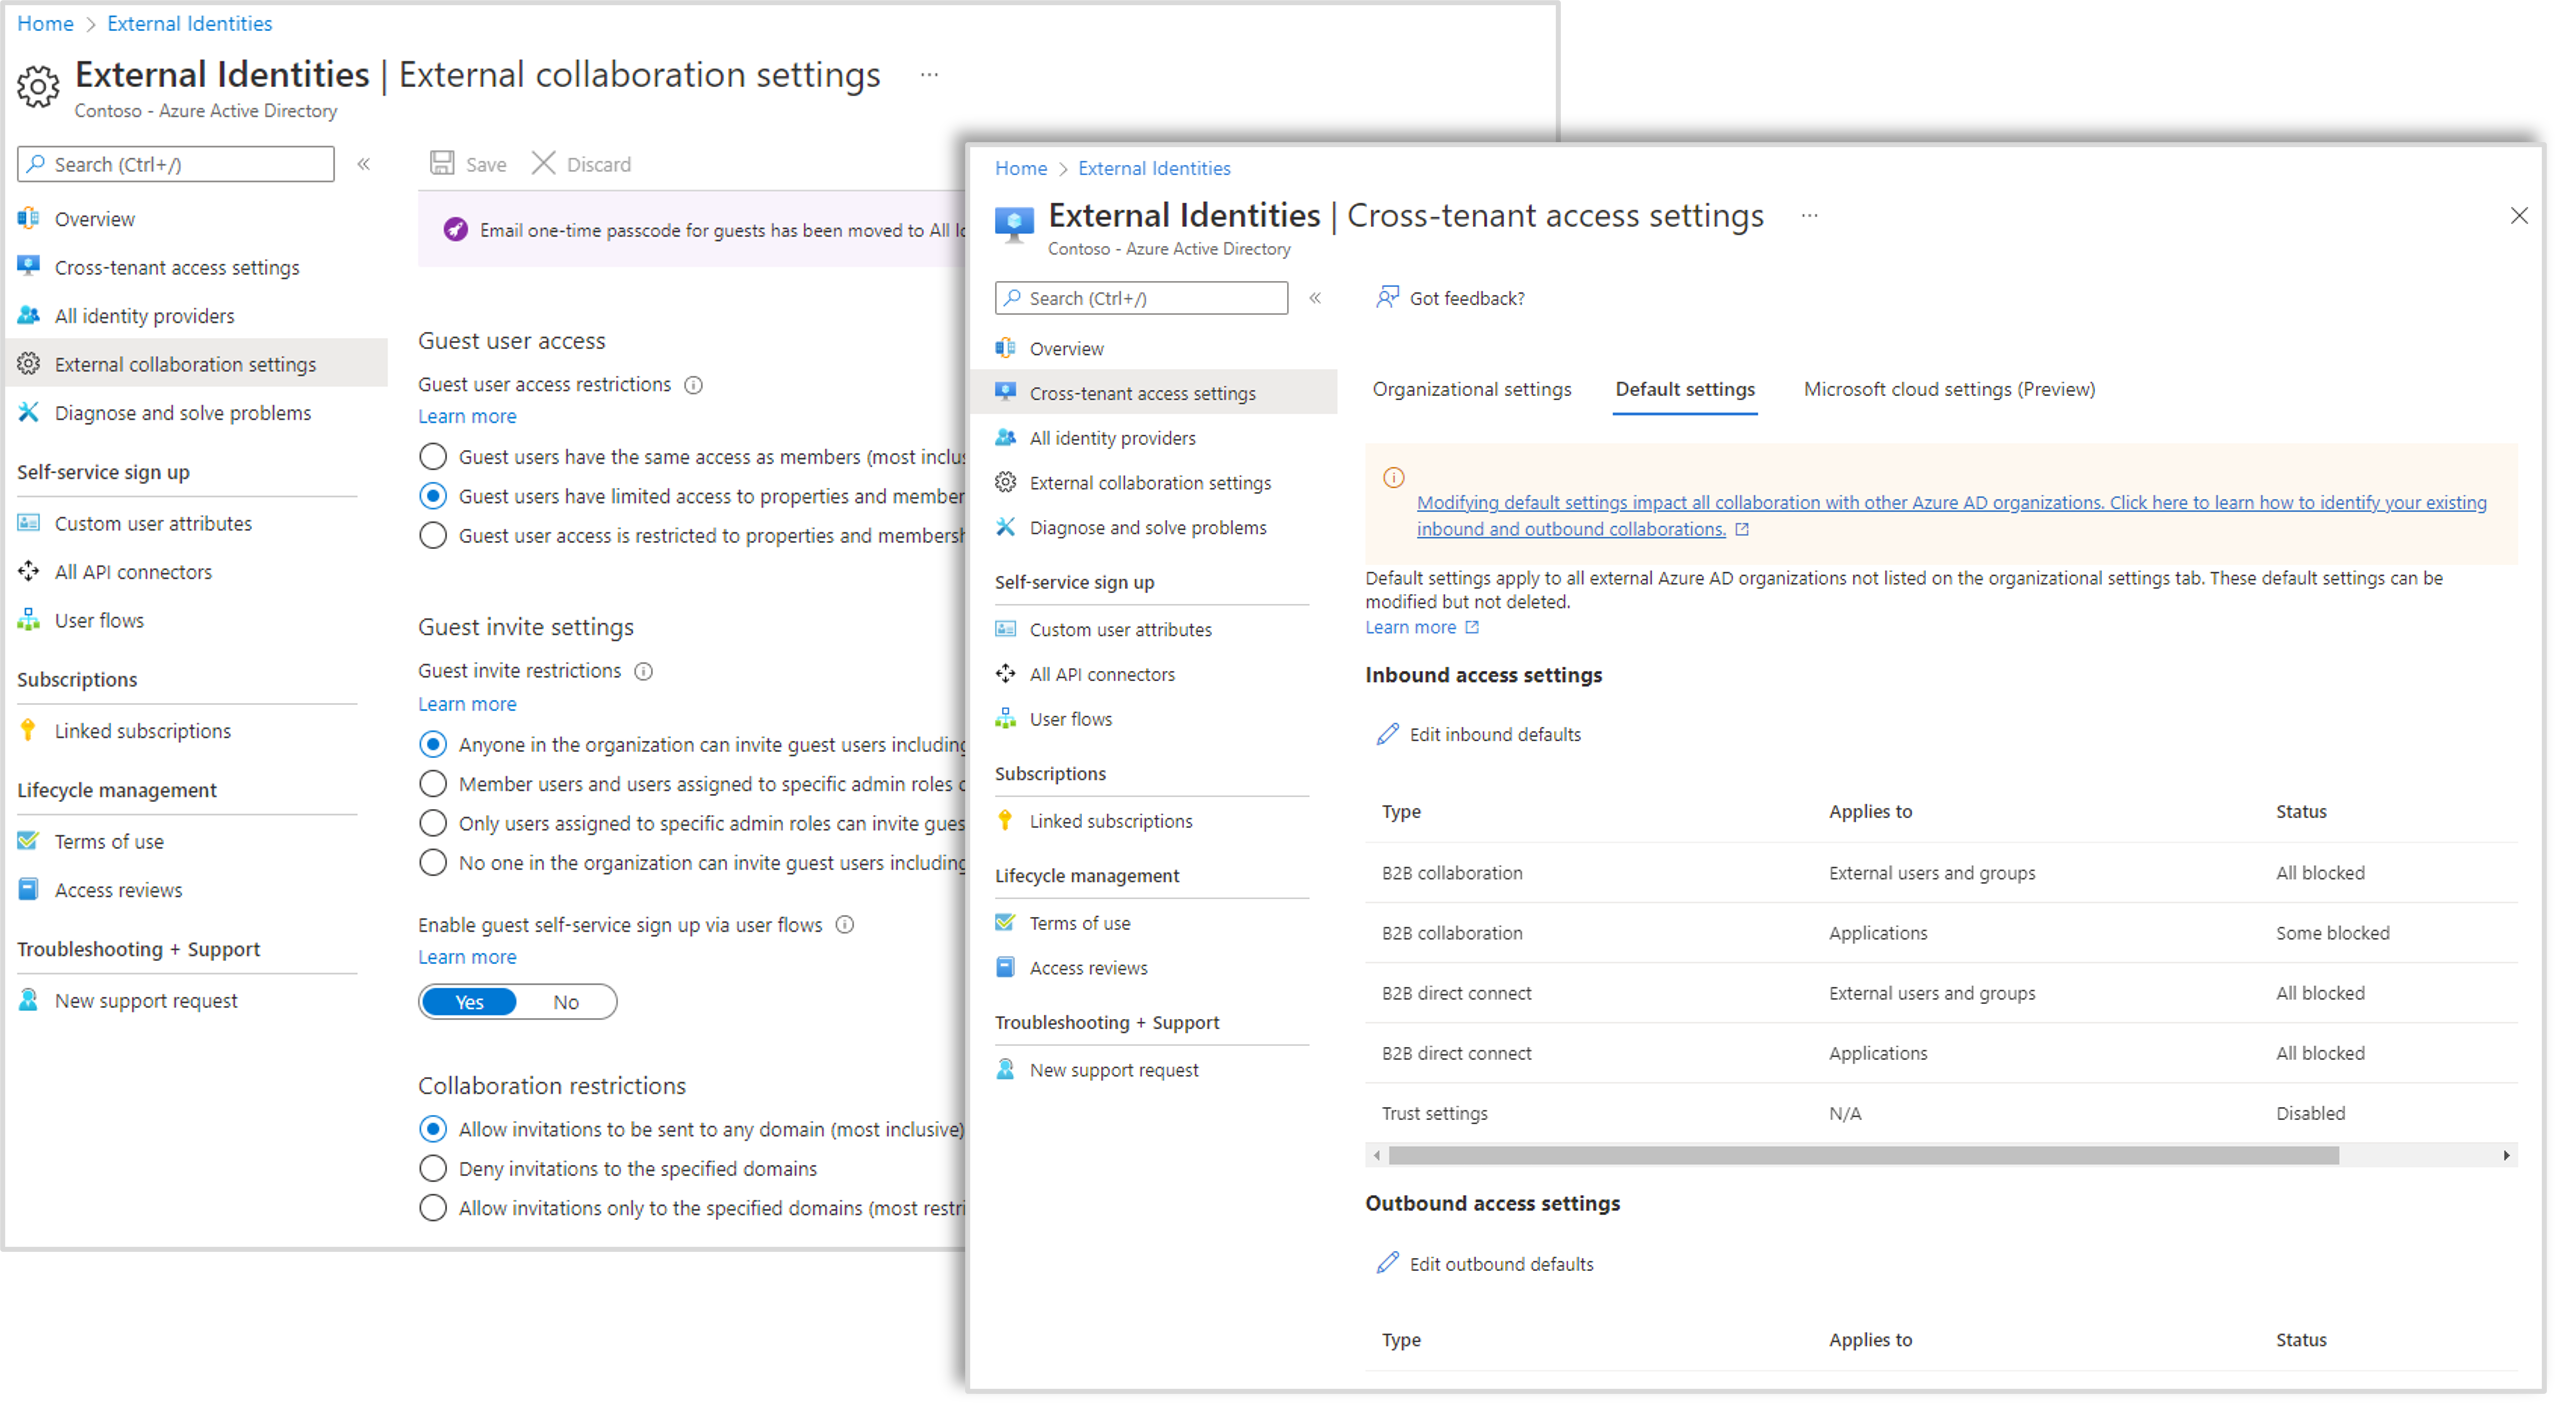 Home > External Identities
External Identities | External collaboration settings ...
Contoso - Azure Active Directory
Search (Ctrl+/) «
Overview
Cross-tenant access settings
All identity providers
External collaboration settings
Diagnose and solve problems
Self-service sign up
Custom user attributes
All API connectors
User flows
Subscriptions
Linked subscriptions
Lifecycle management
Terms of use
Access reviews
Troubleshooting + Support
New support request
Save Discard
Email one-time passcode for guests has been moved to All
Guest user access
Guest user access restrictions
Learn more
Guest users have the same access as members (most
Guest users have limited access to properties and
Guest user access is restricted to properties and
Guest invite settings
Guest invite restrictions
Learn more
Anyone in the organization can invite guest users including
Member users and users assigned to specific admin roles
Only users assigned to specific admin roles can invite
No one in the organization can invite guest users including
Enable guest self-service sign up via user flows
Learn more
Yes No
Collaboration restrictions
Allow invitations to be sent to any domain (most inclusive)
Deny invitations to the specified domains
Allow invitations only to the specified domains (most
Home > External Identities
External Identities | Cross-tenant access settings ...
Contoso - Azure Active Directory
Search (Ctrl+/) «
Overview
Cross-tenant access settings
All identity providers
External collaboration settings
Diagnose and solve problems
Self-service sign up
Custom user attributes
All API connectors
User flows
Subscriptions
Linked subscriptions
Lifecycle management
Terms of use
Access reviews
Troubleshooting + Support
New support request
Got feedback?
Organizational settings Default settings Microsoft cloud settings (Preview)
Modifying default settings impact all collaboration with other Azure AD organizations. Click here to learn how to identify your existing
inbound and outbound collaborations.
Default settings apply to all external Azure AD organizations not listed on the organizational settings tab. These default settings can be
modified but not deleted.
Learn more
Inbound access settings
Edit inbound defaults
Type Applies to Status
B2B collaboration External users and groups All blocked
B2B collaboration Applications Some blocked
B2B direct connect External users and groups All blocked
B2B direct connect Applications All blocked
Trust settings N/A Disabled
Outbound access settings
Edit outbound defaults
Type Applies to Status